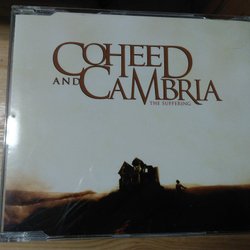 COHEED
AND CAMBRIA
THE SUFFERING